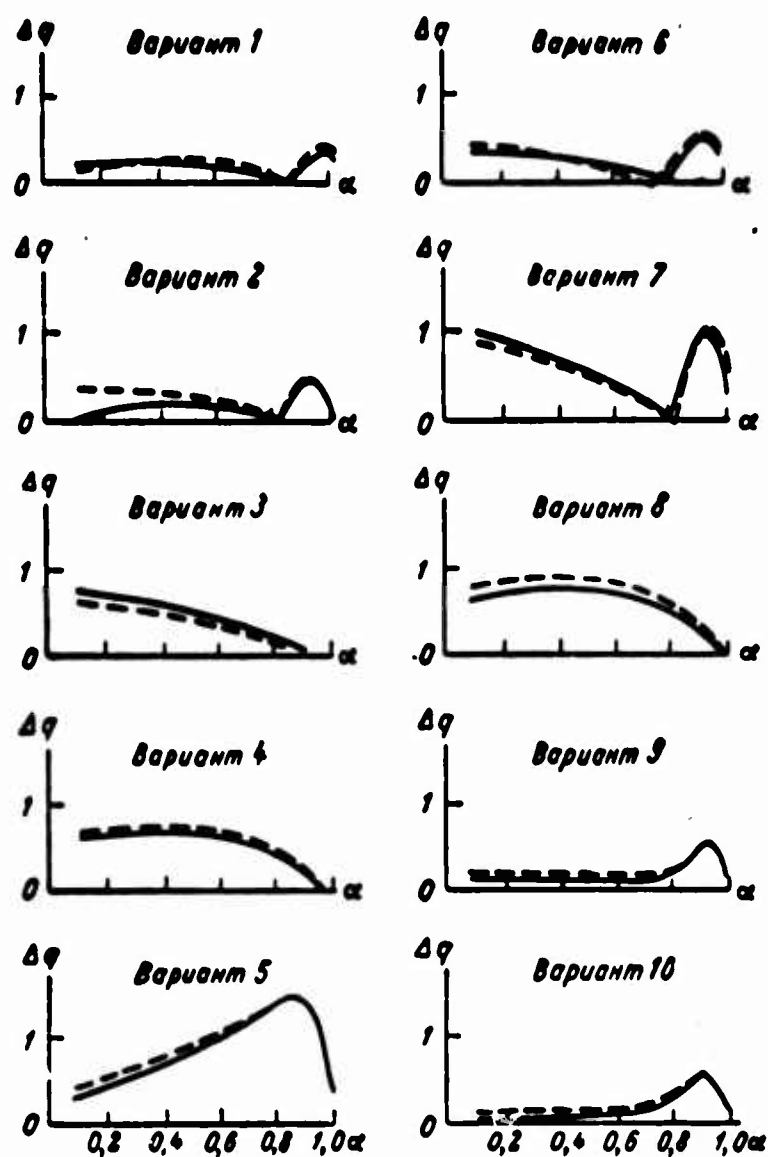 Δq Вариант 1
1
0 α
Δq Вариант 6
1
0 α
Δq Вариант 2
1
0 α
Δq Вариант 7
1
0 α
Δq Вариант 3
1
0 α
Δq Вариант 8
1
0 α
Δq Вариант 4
1
0 α
Δq Вариант 9
1
0 α
Δq Вариант 5
1
0
0,2 0,4 0,6 0,8 1,0 α
Δq Вариант 10
1
0
0,2 0,4 0,6 0,8 1,0 α